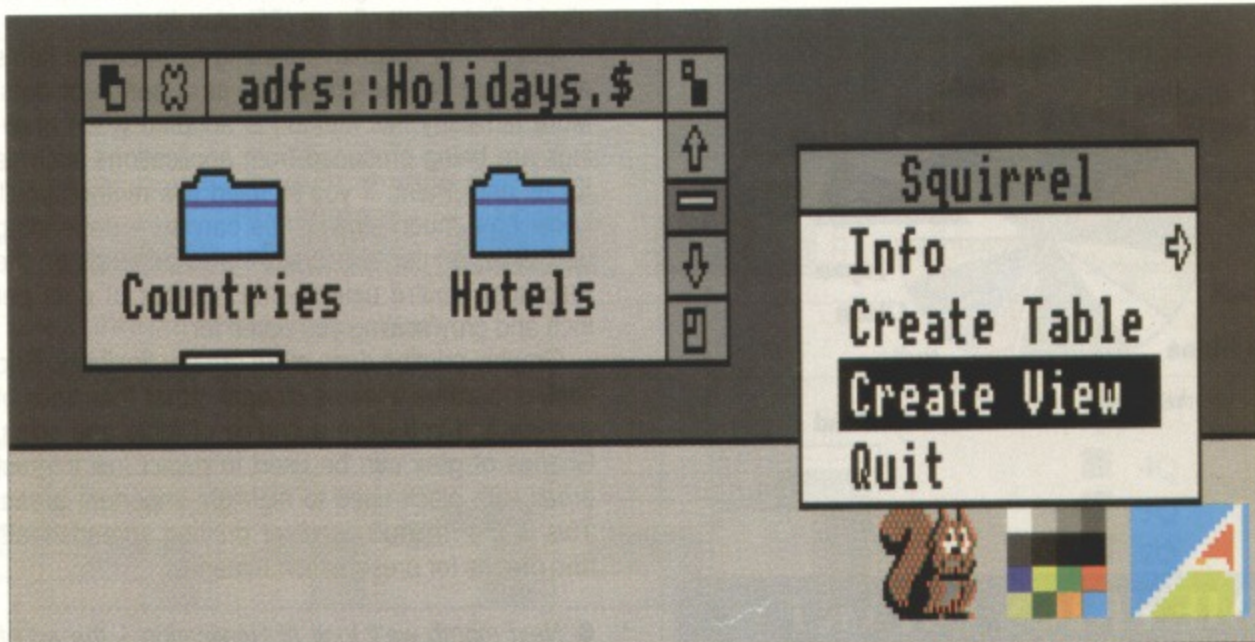 adfs::Holidays.$
Countries Hotels
Squirrel
Info
Create Table
Create View
Quit